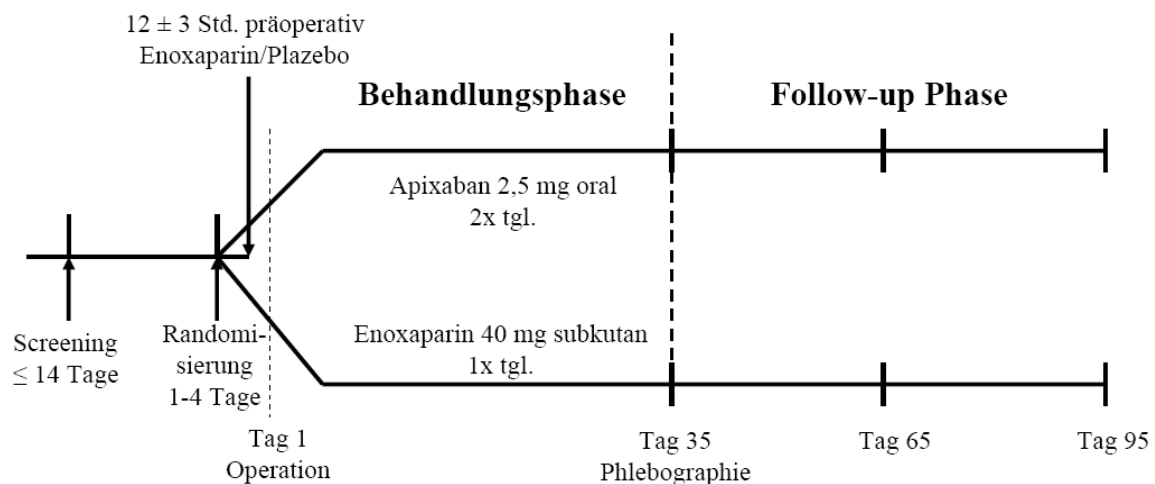 12 ± 3 Std. präoperativ
Enoxaparin/Plazebo
Behandlungsphase
Follow-up Phase
Apixaban 2,5 mg oral
2x tgl.
Screening
≤ 14 Tage
Randomi-
sierung
1-4 Tage
Enoxaparin 40 mg subkutan
1x tgl.
Tag 1
Operation
Tag 35
Phlebographie
Tag 65
Tag 95